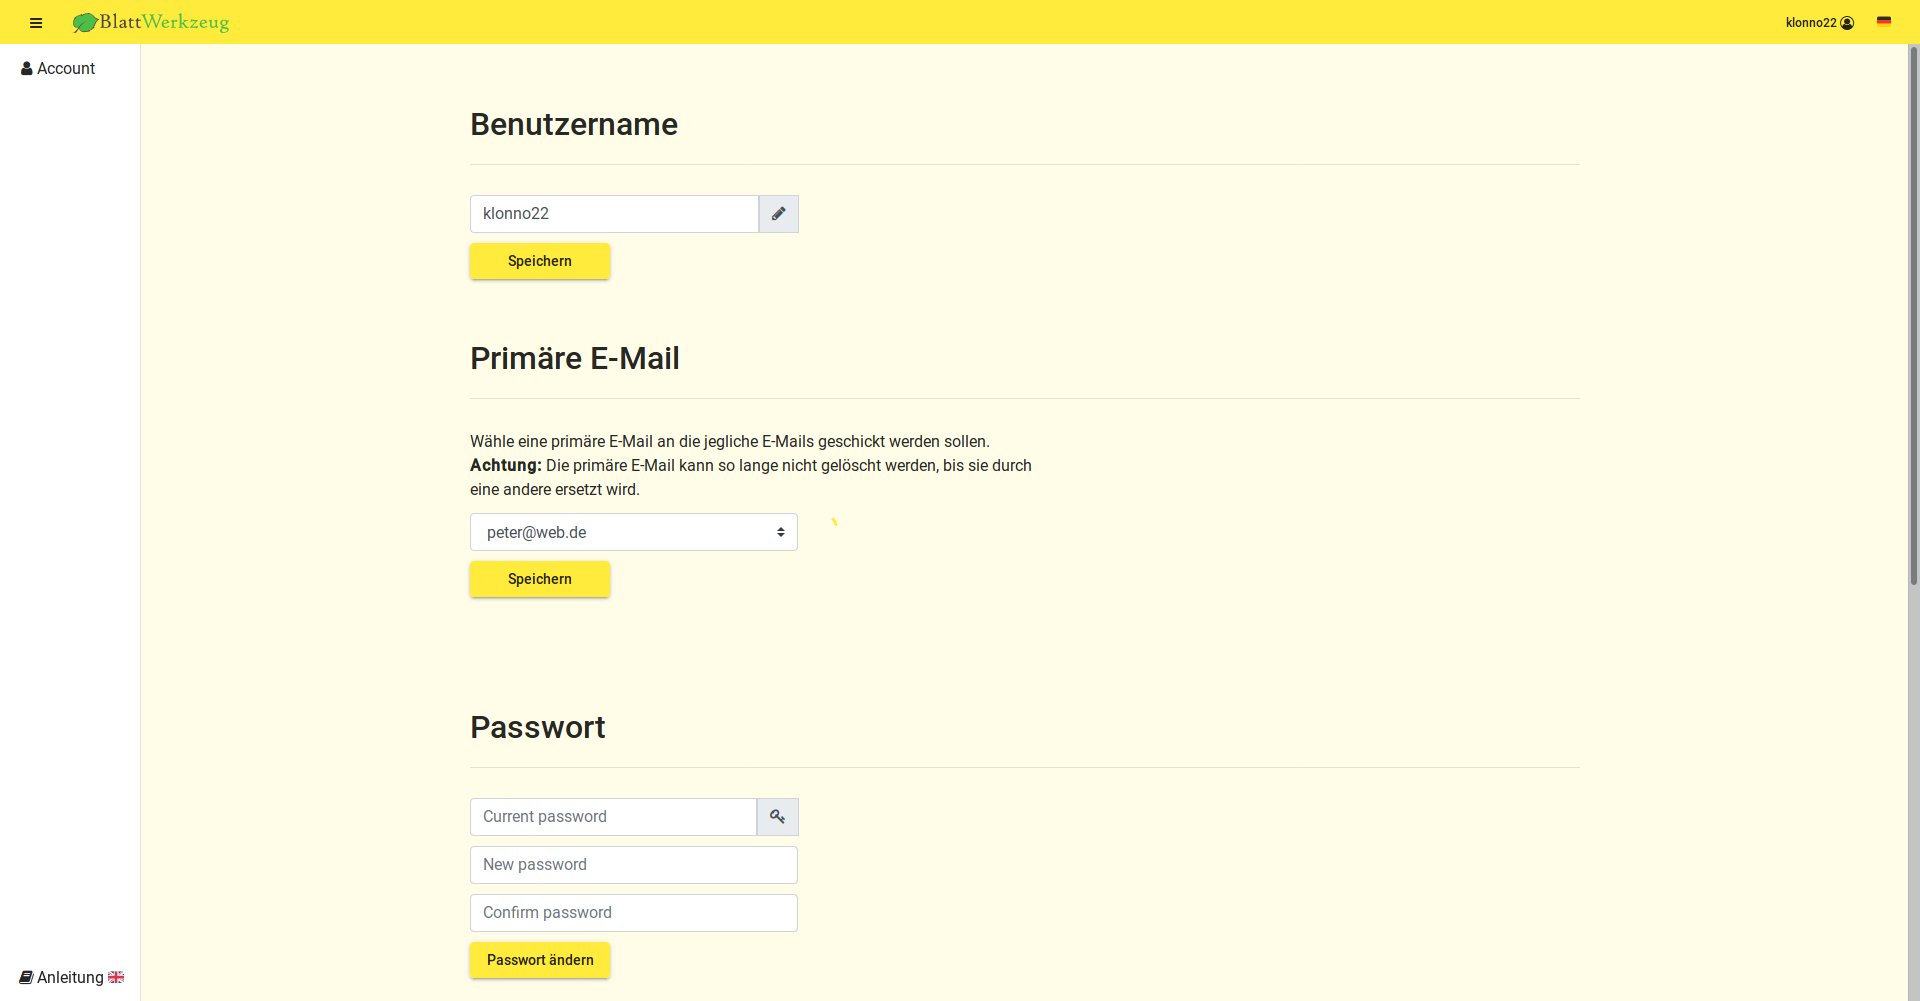 BlattWerkzeug
klonno22
Account
Benutzername
klonno22
Speichern
Primäre E-Mail
Wähle eine primäre E-Mail an die jegliche E-Mails geschickt werden sollen.
Achtung: Die primäre E-Mail kann so lange nicht gelöscht werden, bis sie durch
eine andere ersetzt wird.
peter@web.de
Speichern
Passwort
Current password
New password
Confirm password
Passwort ändern
Anleitung